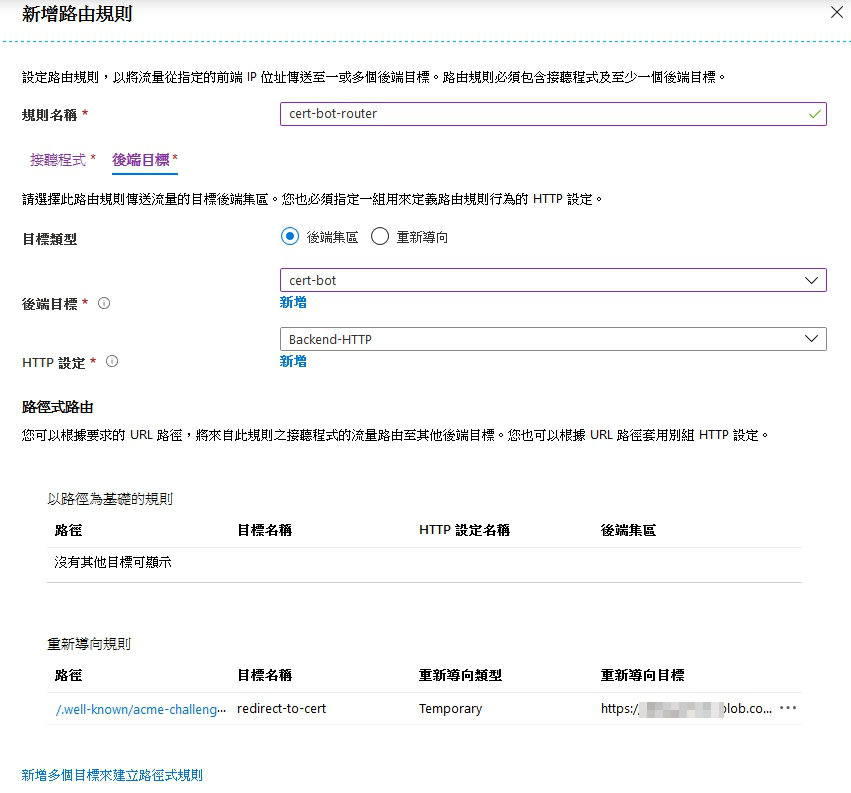 新增路由規則
設定路由規則，以將流量從指定的前端 IP 位址傳送至一或多個後端目標。路由規則必須包含接聽程式及至少一個後端目標。
規則名稱 * cert-bot-router
接聽程式 * 後端目標 *
請選擇此路由規則傳送流量的目標後端集區。您也必須指定一組用來定義路由規則行為的 HTTP 設定。
目標類型 後端集區 重新導向
後端目標 * cert-bot
新增
HTTP 設定 * Backend-HTTP
新增
路徑式路由
您可以根據要求的 URL 路徑，將來自此規則之接聽程式的流量路由至其他後端目標。您也可以根據 URL 路徑套用別組 HTTP 設定。
以路徑為基礎的規則
路徑 目標名稱 HTTP 設定名稱 後端集區
沒有其他目標可顯示
重新導向規則
路徑 目標名稱 重新導向類型 重新導向目標
/.well-known/acme-challeng... redirect-to-cert Temporary https:/ blob.co... ...
新增多個目標來建立路徑式規則